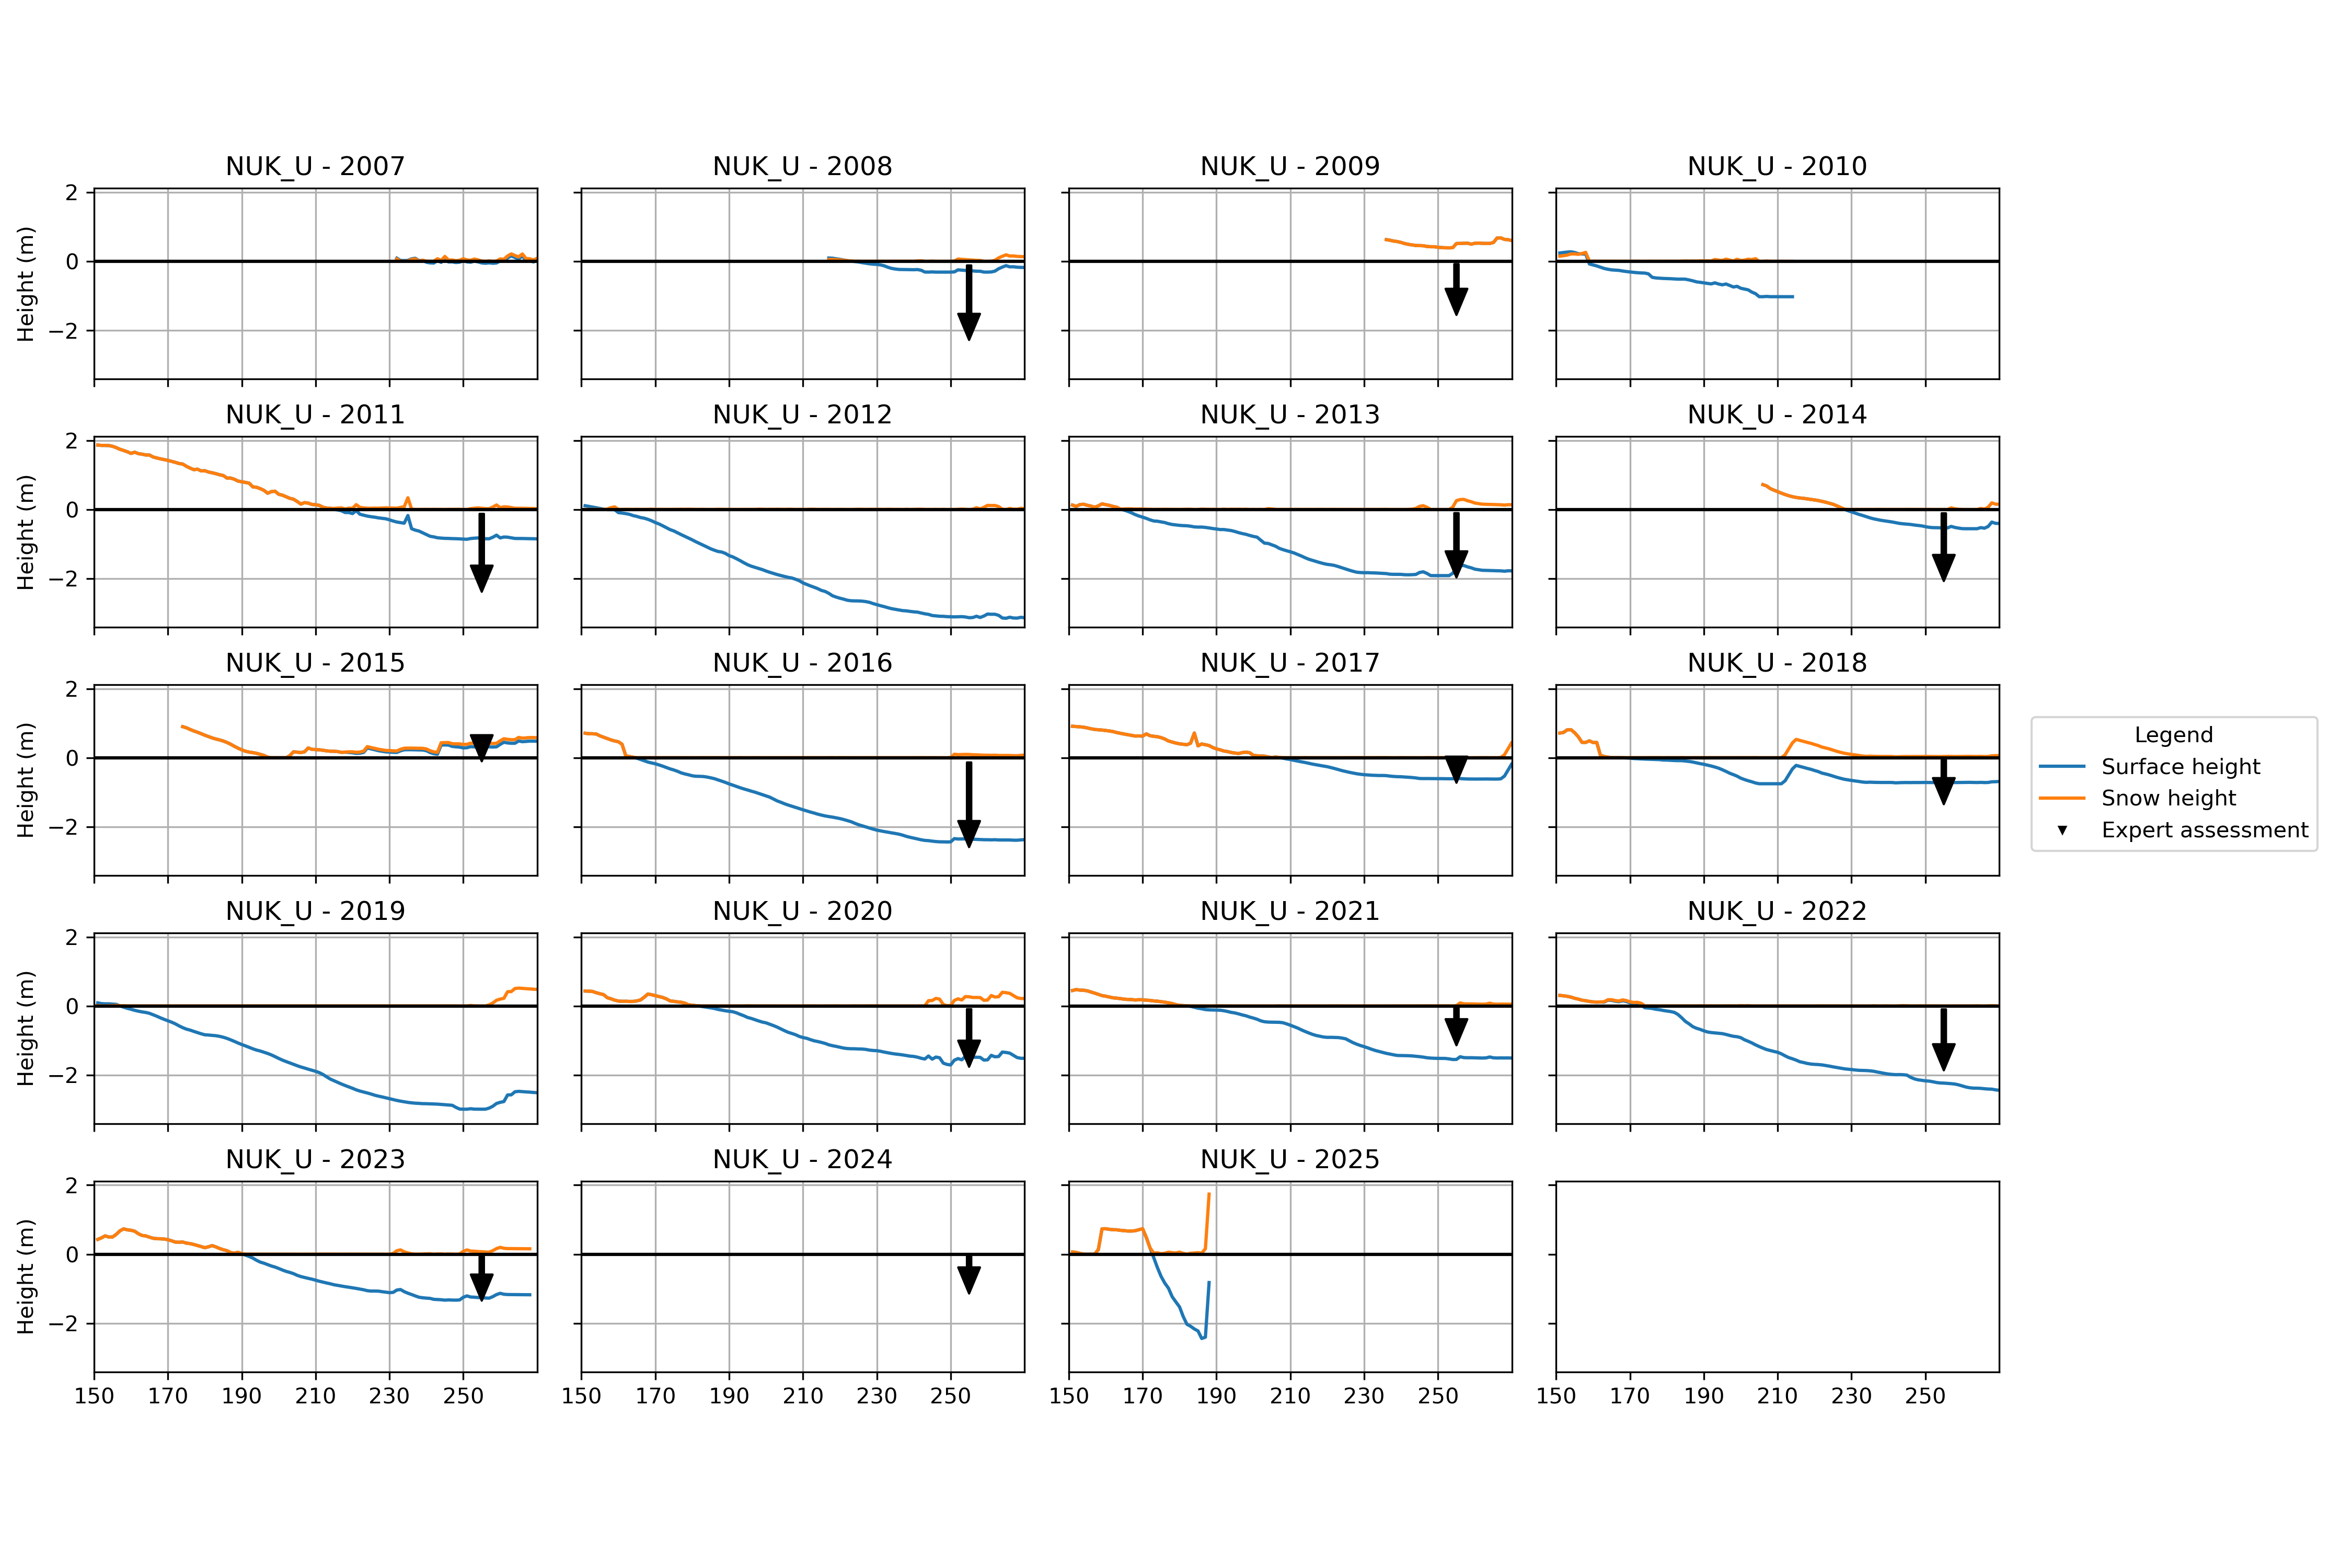 NUK_U - 2007
NUK_U - 2008
NUK_U - 2009
NUK_U - 2010
Height (m)
2
0
−2
NUK_U - 2011
NUK_U - 2012
NUK_U - 2013
NUK_U - 2014
Height (m)
2
0
−2
NUK_U - 2015
NUK_U - 2016
NUK_U - 2017
NUK_U - 2018
Height (m)
2
0
−2
Legend
Surface height
Snow height
Expert assessment
NUK_U - 2019
NUK_U - 2020
NUK_U - 2021
NUK_U - 2022
Height (m)
2
0
−2
NUK_U - 2023
NUK_U - 2024
NUK_U - 2025
Height (m)
2
0
−2
150 170 190 210 230 250
150 170 190 210 230 250
150 170 190 210 230 250
150 170 190 210 230 250